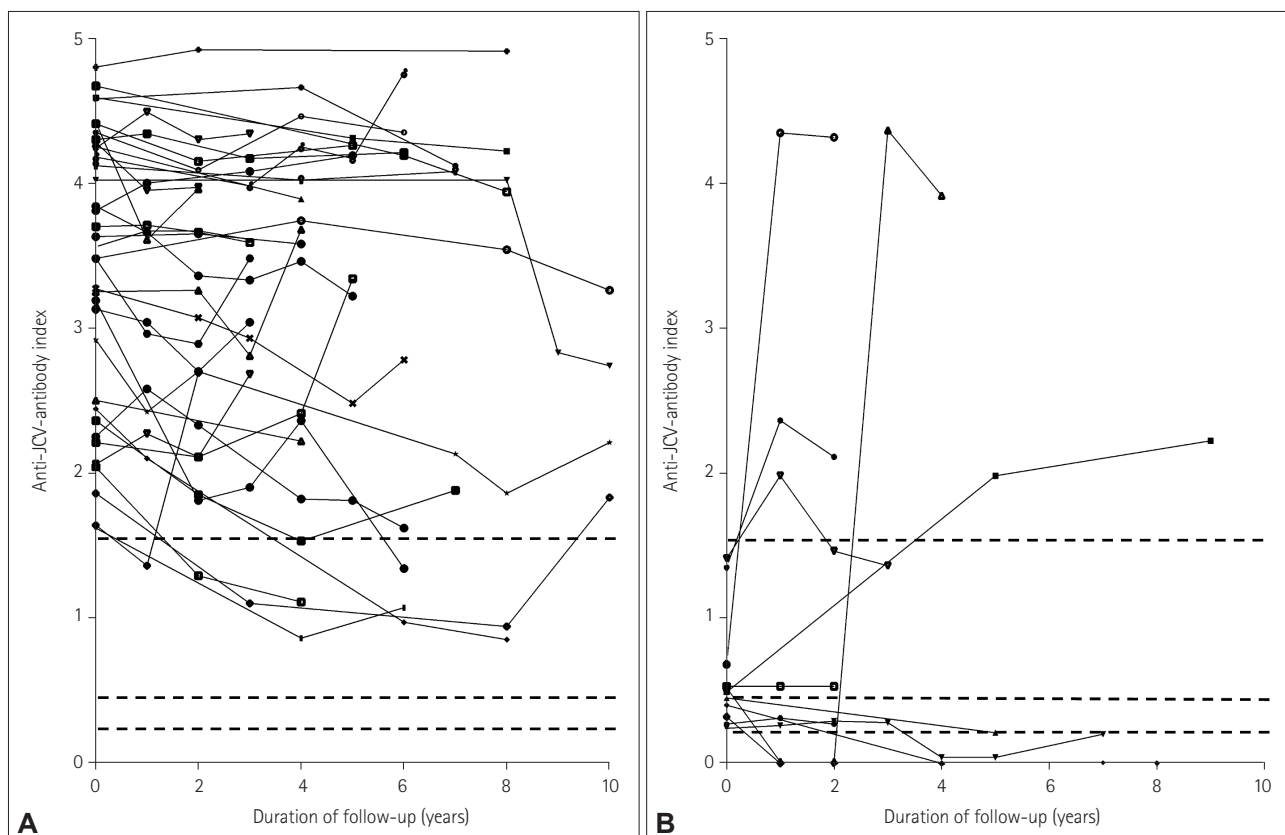 5
4
3
2
1
0
Anti-JCV-antibody index
0 2 4 6 8 10
Duration of follow-up (years)
A
5
4
3
2
1
0
Anti-JCV-antibody index
0 2 4 6 8 10
Duration of follow-up (years)
B